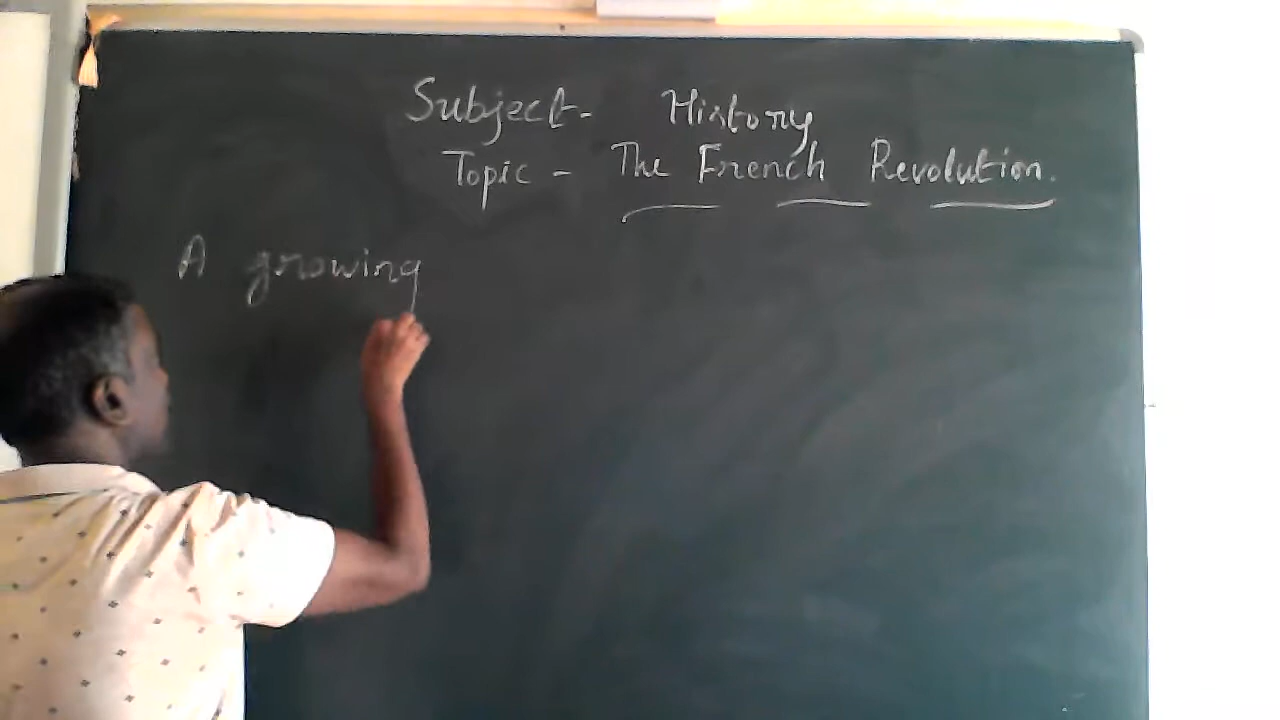 Subject- History
Topic - The French Revolution.
A growing